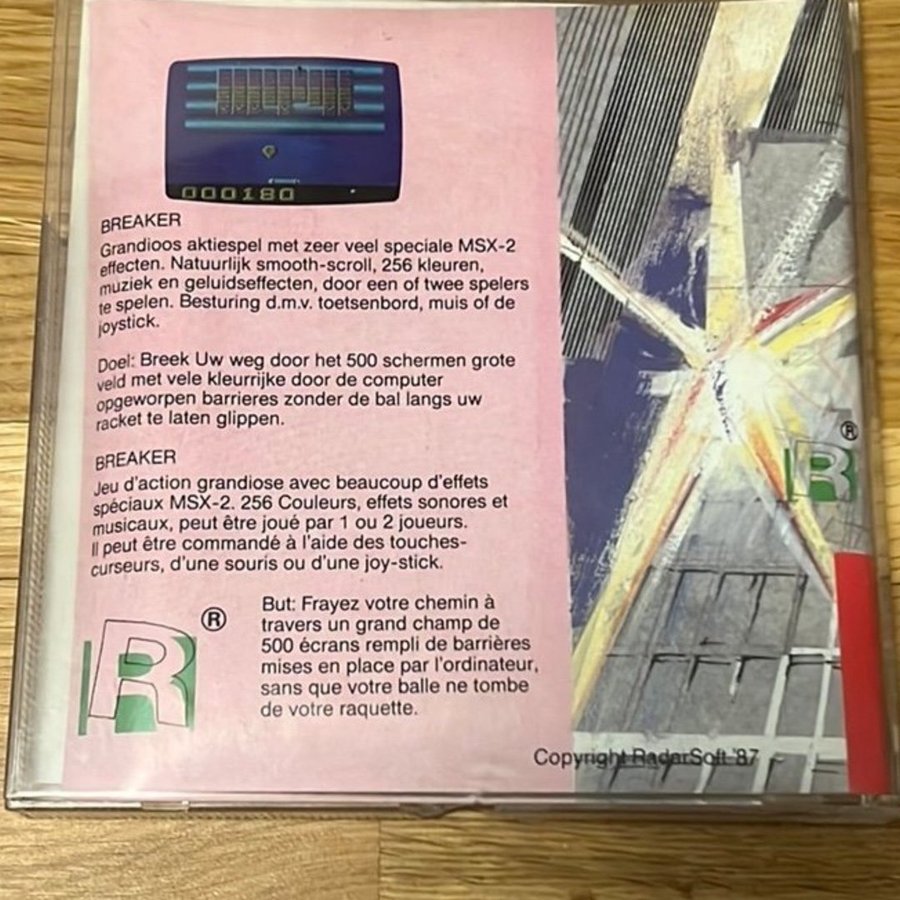 000180
BREAKER
Grandioos aktiespel met zeer veel speciale MSX-2
effecten. Natuurlijk smooth-scroll, 256 kleuren,
muziek en geluidseffecten, door een of twee spelers
te spelen. Besturing d.m.v. toetsenbord, muis of de
joystick.
Doel: Breek Uw weg door het 500 schermen grote
veld met vele kleurrijke door de computer
opgeworpen barrieres zonder de bal langs uw
racket te laten glippen.
BREAKER
Jeu d'action grandiose avec beaucoup d'effets
spéciaux MSX-2. 256 Couleurs, effets sonores et
musicaux, peut être joué par 1 ou 2 joueurs.
Il peut être commandé à l'aide des touches-
curseurs, d'une souris ou d'une joy-stick.
But: Frayez votre chemin à
travers un grand champ de
500 écrans rempli de barrières
mises en place par l'ordinateur,
sans que votre balle ne tombe
de votre raquette.
R®
R®
Copyright RadarSoft '87